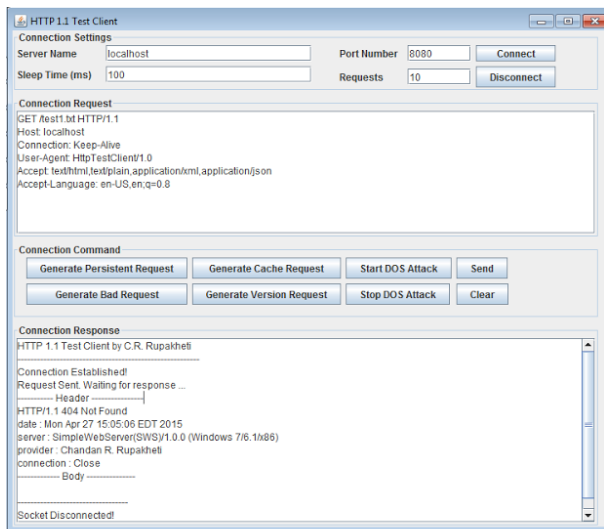 HTTP 1.1 Test Client
Connection Settings
Server Name localhost Port Number 8080 Connect
Sleep Time (ms) 100 Requests 10 Disconnect
Connection Request
GET /test1.txt HTTP/1.1
Host: localhost
Connection: Keep-Alive
User-Agent: HttpTestClient/1.0
Accept: text/html,text/plain,application/xml,application/json
Accept-Language: en-US,en;q=0.8
Connection Command
Generate Persistent Request Generate Cache Request Start DOS Attack Send
Generate Bad Request Generate Version Request Stop DOS Attack Clear
Connection Response
HTTP 1.1 Test Client by C.R. Rupakheti
--------------------------------------------------
Connection Established!
Request Sent. Waiting for response ...
---------- Header ---------------
HTTP/1.1 404 Not Found
date : Mon Apr 27 15:05:06 EDT 2015
server : SimpleWebServer(SWS)/1.0.0 (Windows 7/6.1/x86)
provider : Chandan R. Rupakheti
connection : Close
------------ Body --------------
-------------------------------
Socket Disconnected!